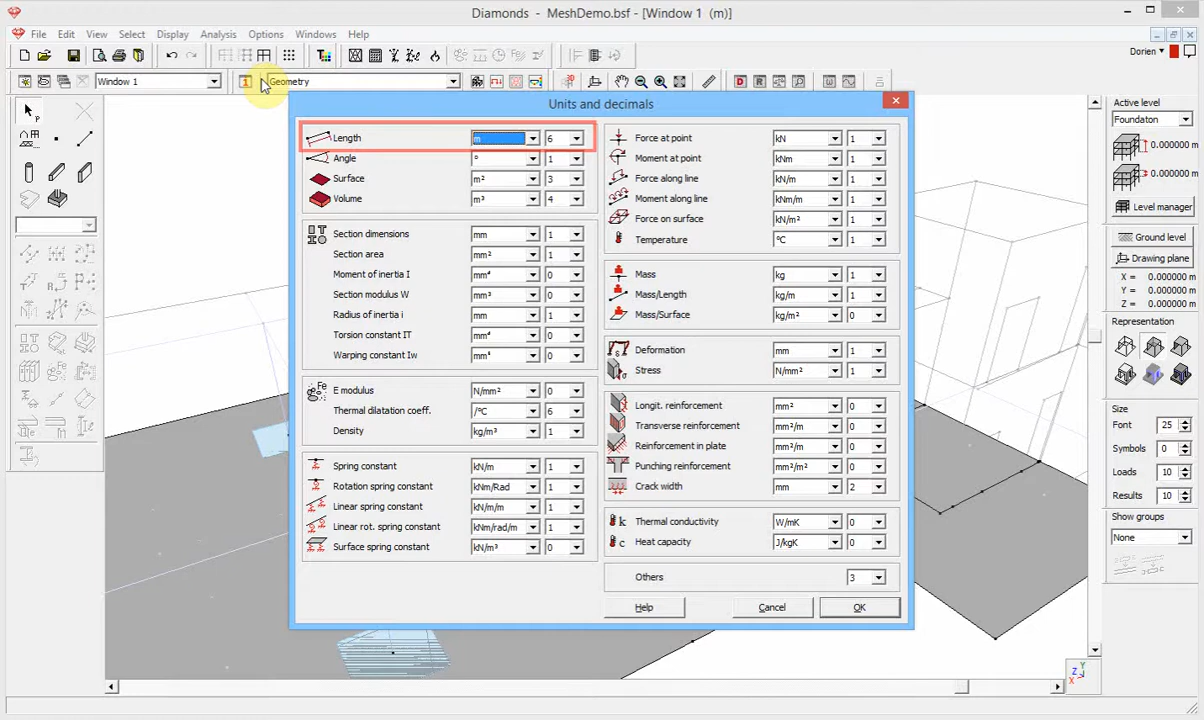 Diamonds - MeshDemo.bsf - [Window 1 (m)]
File Edit View Select Display Analysis Options Windows Help
Dorien
Window 1
1
Geometry
Units and decimals
Length m 6
Angle º 1
Surface m² 3
Volume m³ 4
Section dimensions mm 1
Section area mm² 1
Moment of inertia I mm⁴ 0
Section modulus W mm³ 0
Radius of inertia i mm 1
Torsion constant IT mm⁴ 0
Warping constant Iw mm⁶ 0
Fe
E modulus N/mm² 0
Thermal dilatation coeff. /ºC 6
Density kg/m³ 1
Spring constant kN/m 1
Rotation spring constant kNm/Rad 1
Linear spring constant kN/m/m 1
Linear rot. spring constant kNm/rad/m 1
Surface spring constant kN/m³ 0
Force at point kN 1
Moment at point kNm 1
Force along line kN/m 1
Moment along line kNm/m 1
Force on surface kN/m² 1
Temperature ºC 1
Mass kg 1
Mass/Length kg/m 1
Mass/Surface kg/m² 0
Deformation mm 1
Stress N/mm² 1
Longit. reinforcement mm² 0
Transverse reinforcement mm²/m 0
Reinforcement in plate mm²/m 0
Punching reinforcement mm²/m² 0
Crack width mm 2
k Thermal conductivity W/mK 0
c Heat capacity J/kgK 0
Others 3
Help Cancel OK
Active level
Foundaton
0.000000 m
0.000000 m
Level manager
Ground level
Drawing plane
X = 0.000000 m
Y = 0.000000 m
Z = 0.000000 m
Representation
Size
Font 25
Symbols 0
Loads 10
Results 10
Show groups
None
Y
Z
X